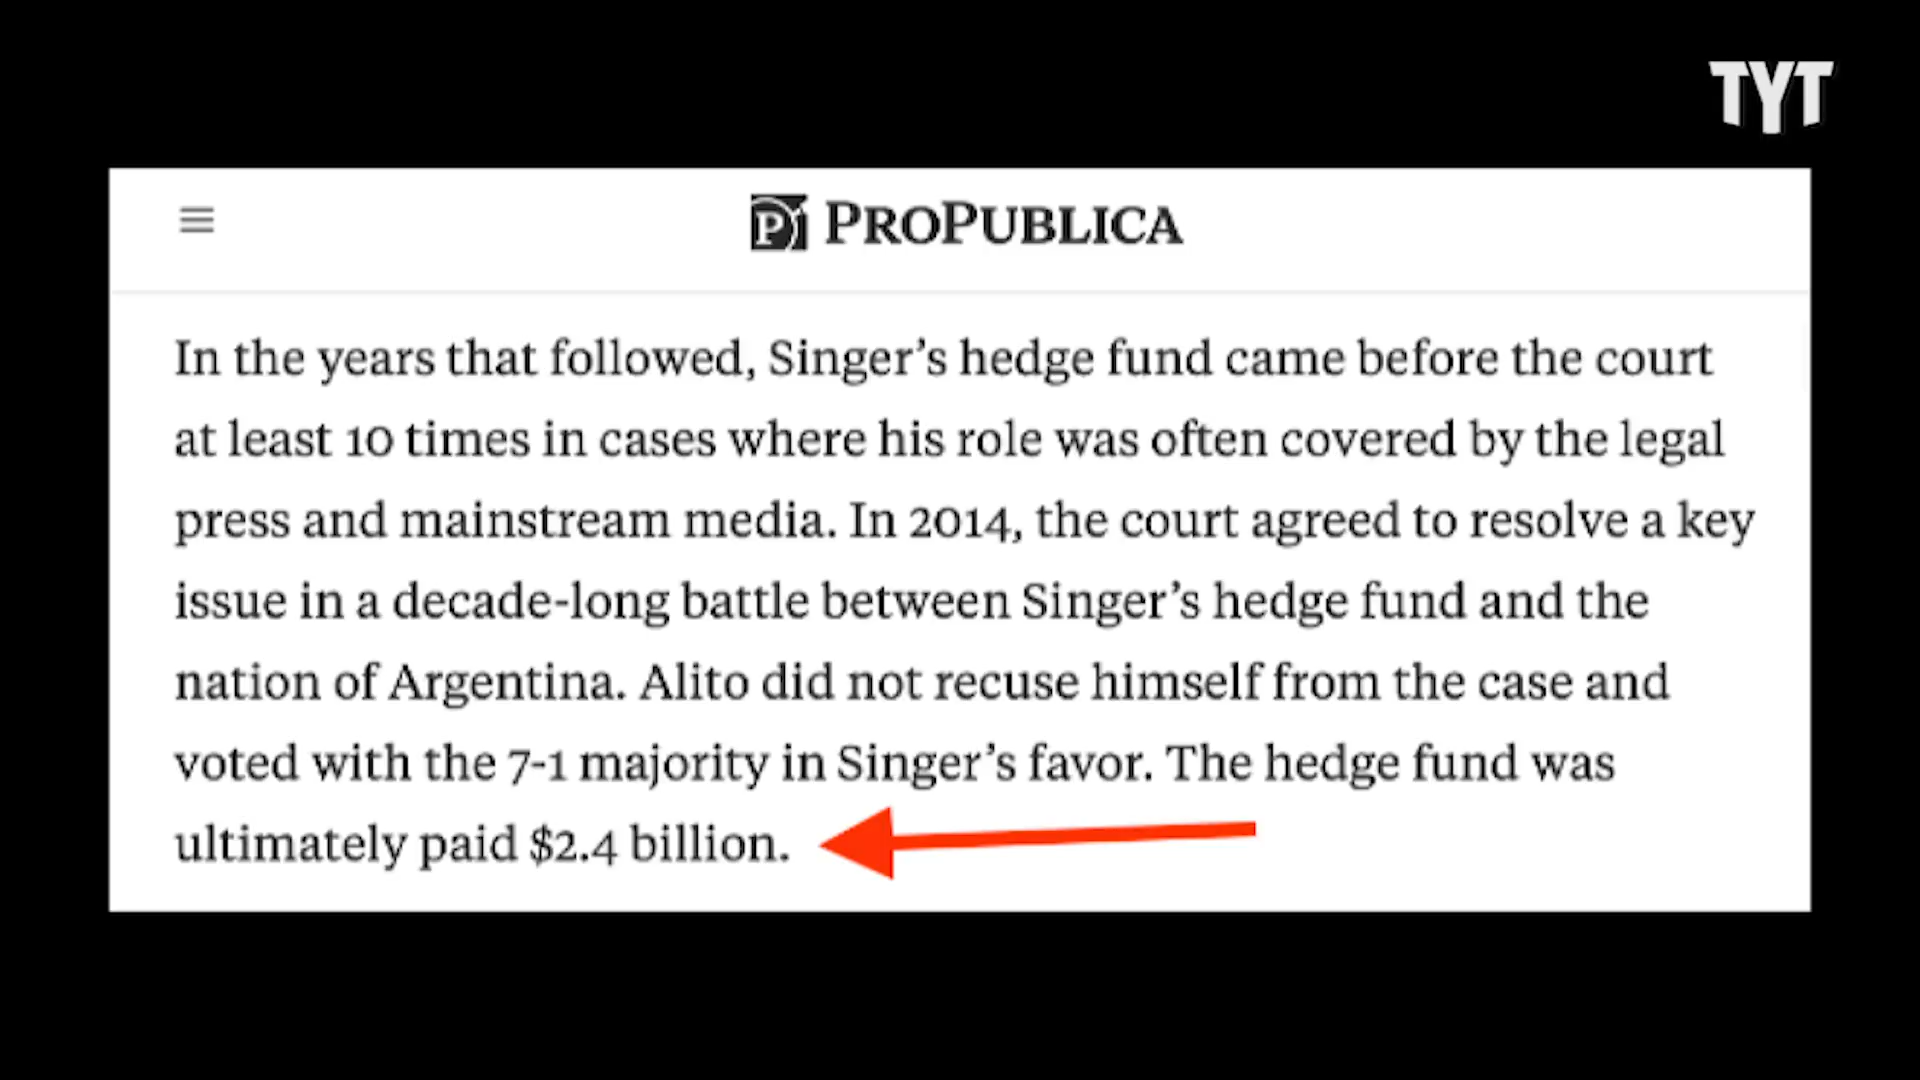 TYT
PROPUBLICA
In the years that followed, Singer’s hedge fund came before the court
at least 10 times in cases where his role was often covered by the legal
press and mainstream media. In 2014, the court agreed to resolve a key
issue in a decade-long battle between Singer’s hedge fund and the
nation of Argentina. Alito did not recuse himself from the case and
voted with the 7-1 majority in Singer’s favor. The hedge fund was
ultimately paid $2.4 billion.